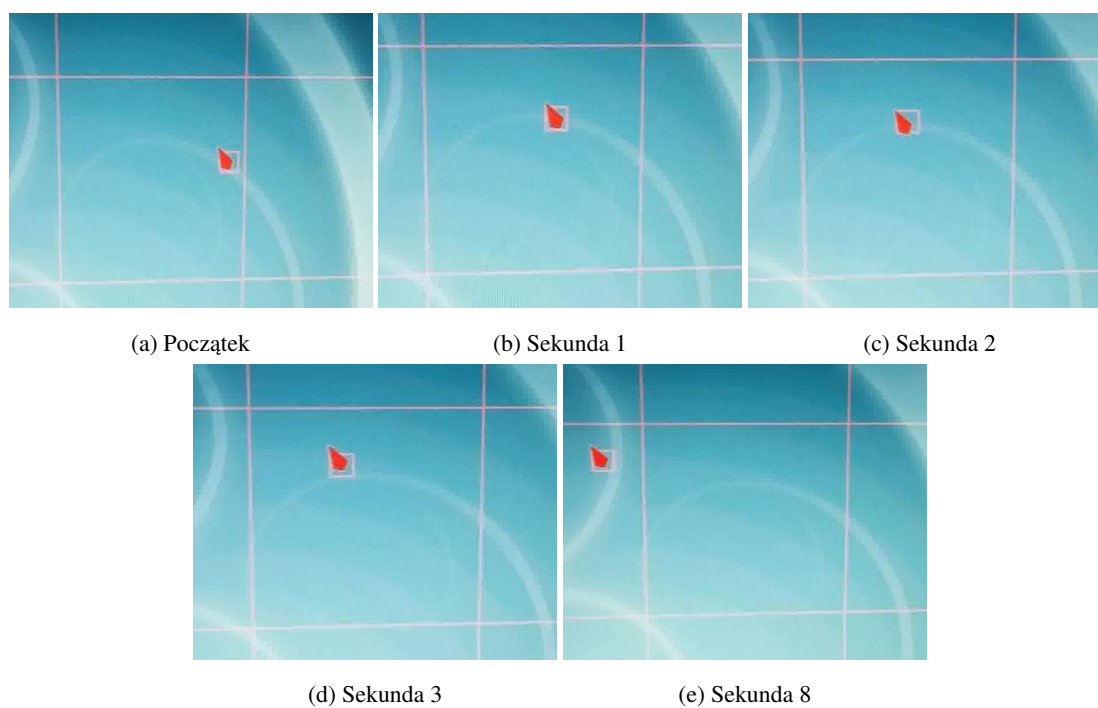 (a) Początek
(b) Sekunda 1
(c) Sekunda 2
(d) Sekunda 3
(e) Sekunda 8